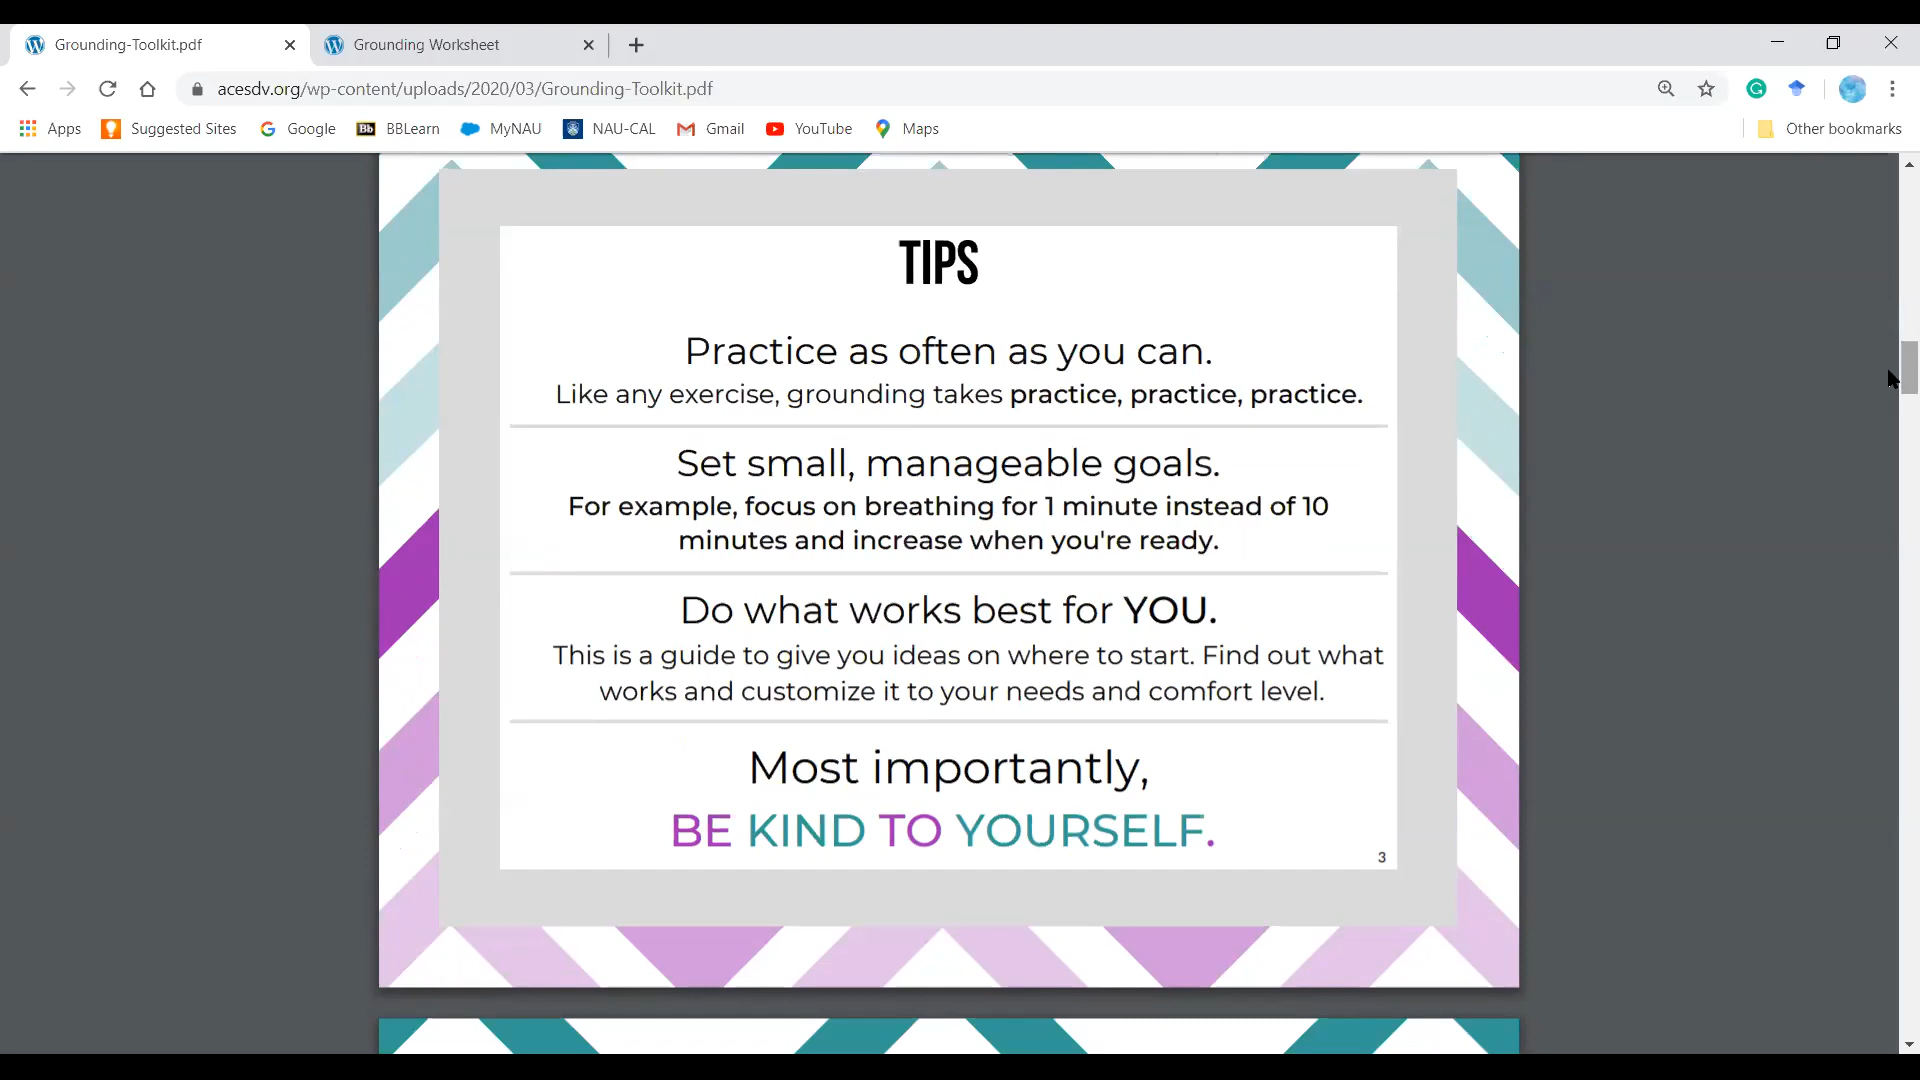 Grounding-Toolkit.pdf
Grounding Worksheet
acesdv.org/wp-content/uploads/2020/03/Grounding-Toolkit.pdf
Apps
Suggested Sites
Google
Bb
BBLearn
MyNAU
NAU-CAL
Gmail
YouTube
Maps
Other bookmarks
TIPS
Practice as often as you can.
Like any exercise, grounding takes practice, practice, practice.
Set small, manageable goals.
For example, focus on breathing for 1 minute instead of 10
minutes and increase when you're ready.
Do what works best for YOU.
This is a guide to give you ideas on where to start. Find out what
works and customize it to your needs and comfort level.
Most importantly,
BE KIND TO YOURSELF.
3